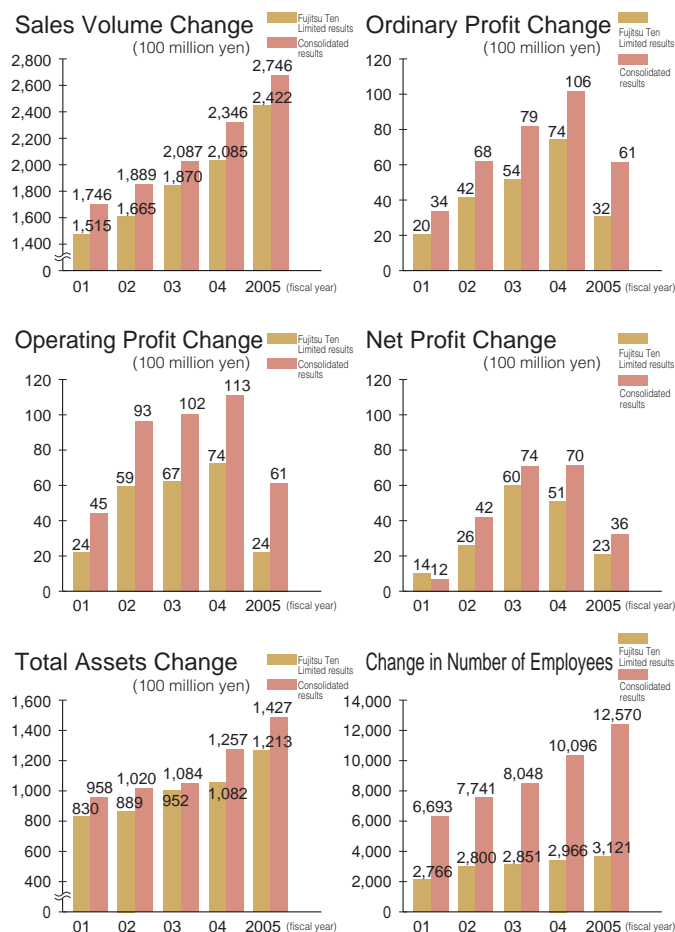 Sales Volume Change
(100 million yen)
Fujitsu Ten
Limited results
Consolidated
results
2,800
2,600
2,400
2,200
2,000
1,800
1,600
1,400
0
1,746
1,515
1,889
1,665
2,087
1,870
2,346
2,085
2,746
2,422
01 02 03 04 2005 (fiscal year)
Ordinary Profit Change
(100 million yen)
Fujitsu Ten
Limited results
Consolidated
results
120
100
80
60
40
20
0
20
34
42
68
54
79
74
106
32
61
01 02 03 04 2005 (fiscal year)
Operating Profit Change
(100 million yen)
Fujitsu Ten
Limited results
Consolidated
results
120
100
80
60
40
20
0
24
45
59
93
67
102
74
113
24
61
01 02 03 04 2005 (fiscal year)
Net Profit Change
(100 million yen)
Fujitsu Ten
Limited results
Consolidated
results
120
100
80
60
40
20
0
14
12
26
42
60
74
51
70
23
36
01 02 03 04 2005 (fiscal year)
Total Assets Change
(100 million yen)
Fujitsu Ten
Limited results
Consolidated
results
1,600
1,400
1,200
1,000
800
600
400
0
830
958
889
1,020
952
1,084
1,082
1,257
1,213
1,427
01 02 03 04 2005 (fiscal year)
Change in Number of Employees
Fujitsu Ten
Limited results
Consolidated
results
14,000
12,000
10,000
8,000
6,000
4,000
2,000
0
2,766
6,693
2,800
7,741
2,851
8,048
2,966
10,096
3,121
12,570
01 02 03 04 2005 (fiscal year)